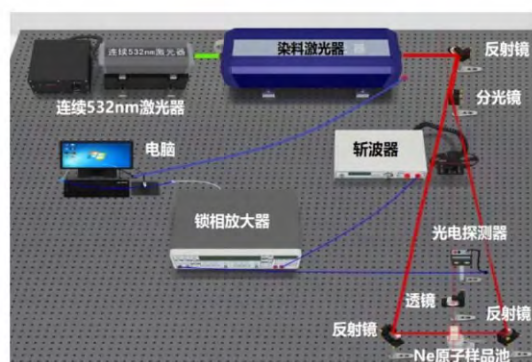 连续532nm激光器
染料激光器
反射镜
连续532nm激光器
分光镜
电脑
斩波器
锁相放大器
光电探测器
透镜
反射镜
反射镜
Ne原子样品池